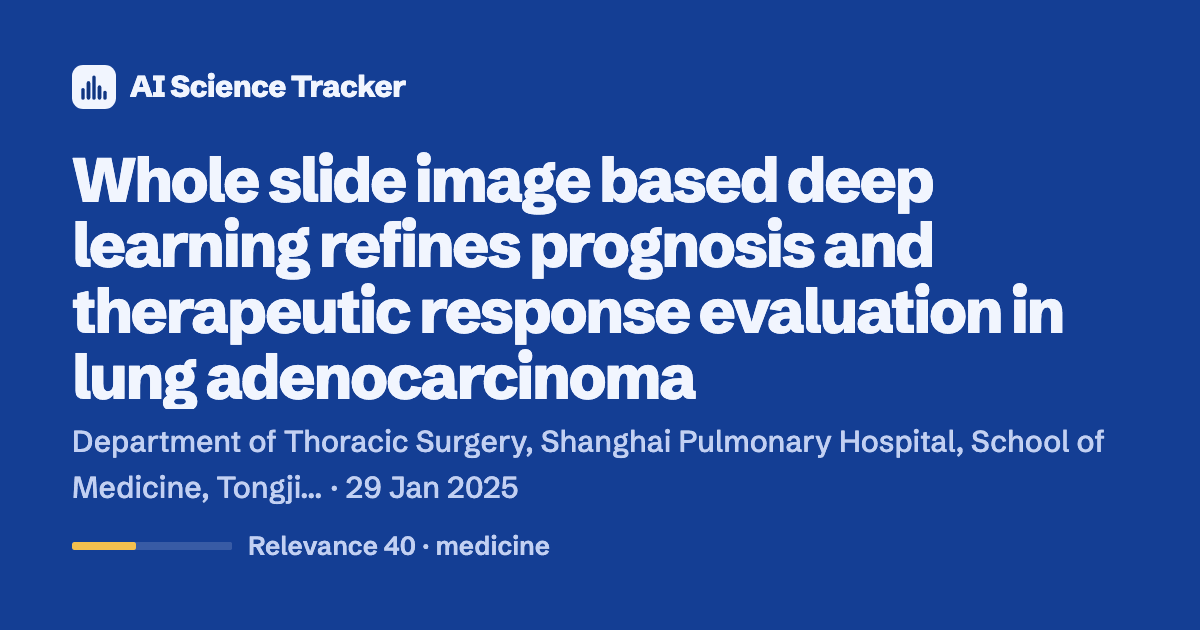 AI Science Tracker
Whole slide image based deep
learning refines prognosis and
therapeutic response evaluation in
lung adenocarcinoma
Department of Thoracic Surgery, Shanghai Pulmonary Hospital, School of
Medicine, Tongji... · 29 Jan 2025
Relevance 40 · medicine